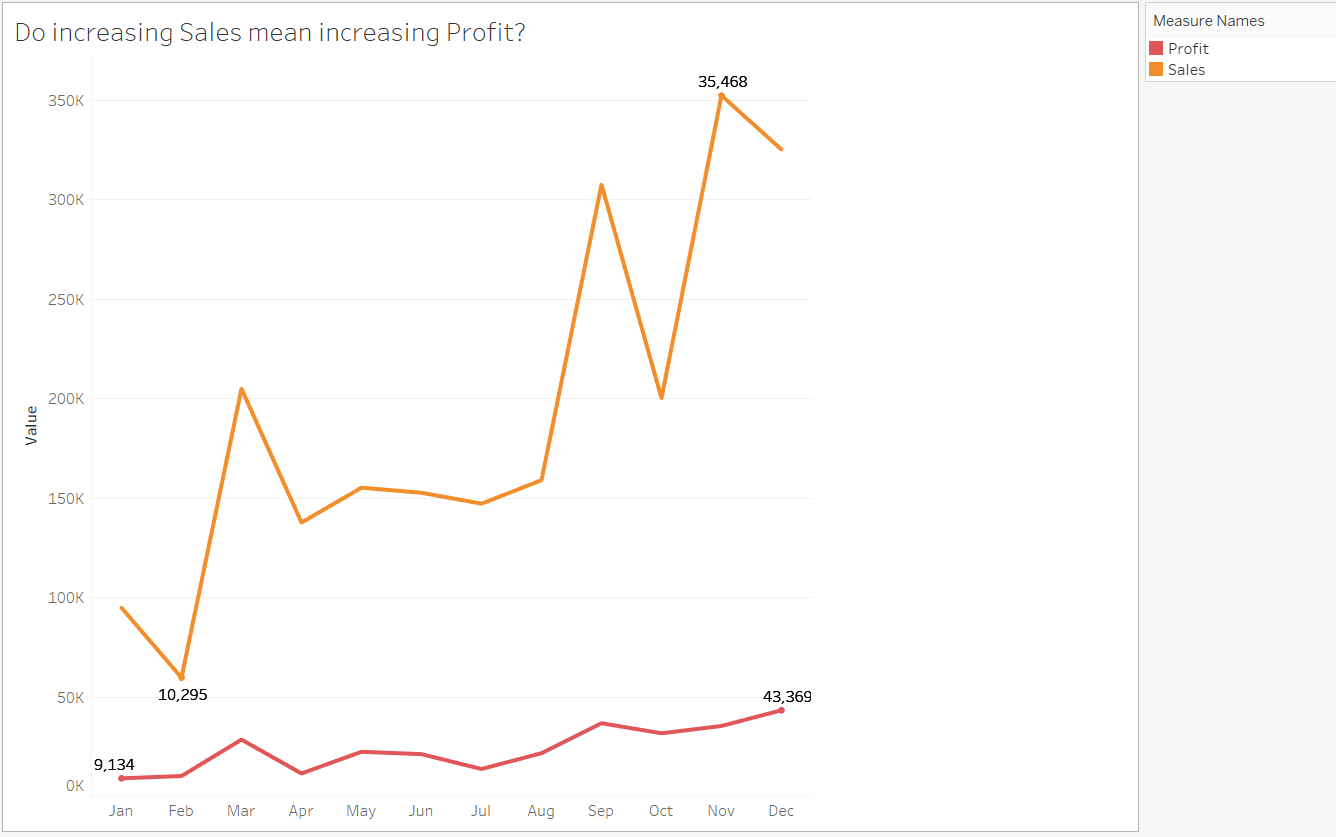 Do increasing Sales mean increasing Profit?
Measure Names
Profit
Sales
35,468
350K
300K
250K
200K
Value
150K
100K
10,295
50K
43,369
9,134
0K
Jan Feb Mar Apr May Jun Jul Aug Sep Oct Nov Dec